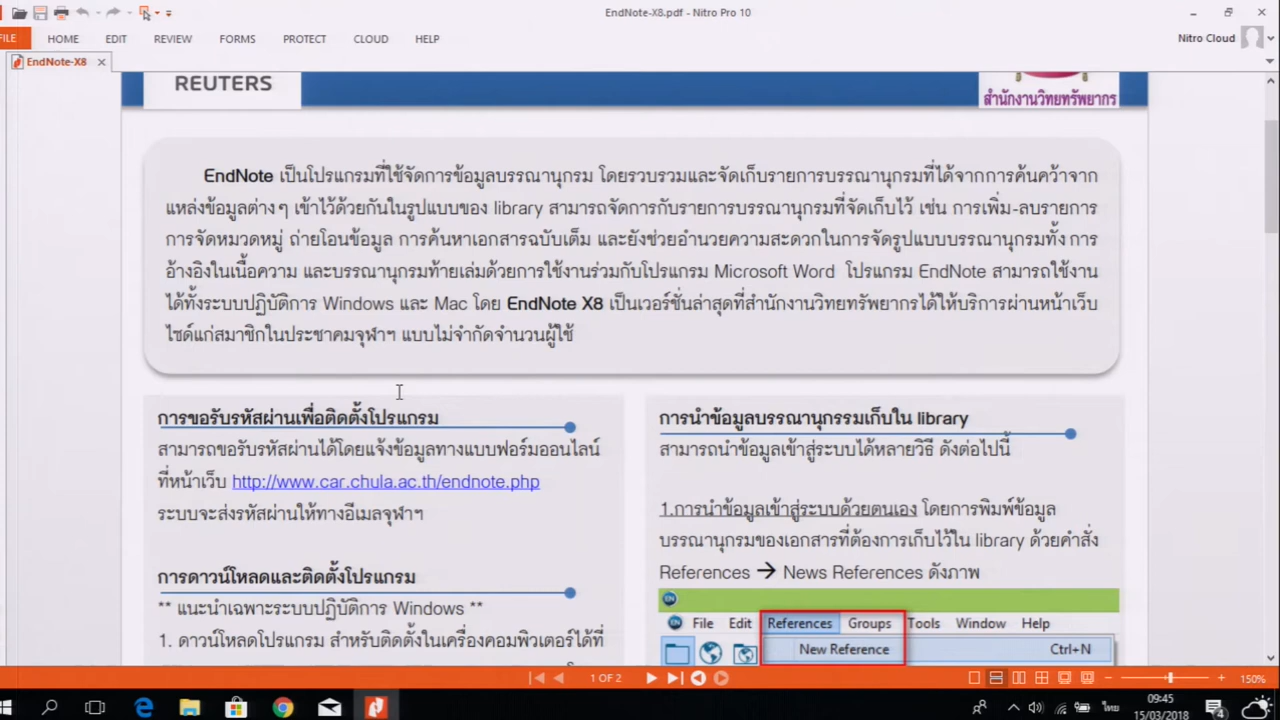 EndNote-X8.pdf - Nitro Pro 10
FILE HOME EDIT REVIEW FORMS PROTECT CLOUD HELP
Nitro Cloud
EndNote-X8
REUTERS
สำนักงานวิทยทรัพยากร
EndNote เป็นโปรแกรมที่ใช้จัดการข้อมูลบรรณานุกรม โดยรวบรวมและจัดเก็บรายการบรรณานุกรมที่ได้จากการค้นคว้าจาก
แหล่งข้อมูลต่างๆ เข้าไว้ด้วยกันในรูปแบบของ library สามารถจัดการกับรายการบรรณานุกรมที่จัดเก็บไว้ เช่น การเพิ่ม-ลบรายการ
การจัดหมวดหมู่ ถ่ายโอนข้อมูล การค้นหาเอกสารฉบับเต็ม และยังช่วยอำนวยความสะดวกในการจัดรูปแบบบรรณานุกรมทั้ง การ
อ้างอิงในเนื้อความ และบรรณานุกรมท้ายเล่มด้วยการใช้งานร่วมกับโปรแกรม Microsoft Word โปรแกรม EndNote สามารถใช้งาน
ได้ทั้งระบบปฏิบัติการ Windows และ Mac โดย EndNote X8 เป็นเวอร์ชั่นล่าสุดที่สำนักงานวิทยทรัพยากรได้ให้บริการผ่านหน้าเว็บ
ไซด์แก่สมาชิกในประชาคมจุฬาฯ แบบไม่จำกัดจำนวนผู้ใช้
การขอรับรหัสผ่านเพื่อติดตั้งโปรแกรม
สามารถขอรับรหัสผ่านได้โดยแจ้งข้อมูลทางแบบฟอร์มออนไลน์
ที่หน้าเว็บ http://www.car.chula.ac.th/endnote.php
ระบบจะส่งรหัสผ่านให้ทางอีเมลจุฬาฯ
การดาวน์โหลดและติดตั้งโปรแกรม
** แนะนำเฉพาะระบบปฏิบัติการ Windows **
1. ดาวน์โหลดโปรแกรม สำหรับติดตั้งในเครื่องคอมพิวเตอร์ได้ที่
การนำข้อมูลบรรณานุกรรมเก็บใน library
สามารถนำข้อมูลเข้าสู่ระบบได้หลายวิธี ดังต่อไปนี้
1.การนำข้อมูลเข้าสู่ระบบด้วยตนเอง โดยการพิมพ์ข้อมูล
บรรณานุกรมของเอกสารที่ต้องการเก็บไว้ใน library ด้วยคำสั่ง
References → News References ดังภาพ
File Edit References Groups Tools Window Help
New Reference Ctrl+N
1 OF 2
150%
ไทย
09:45
15/03/2018
4